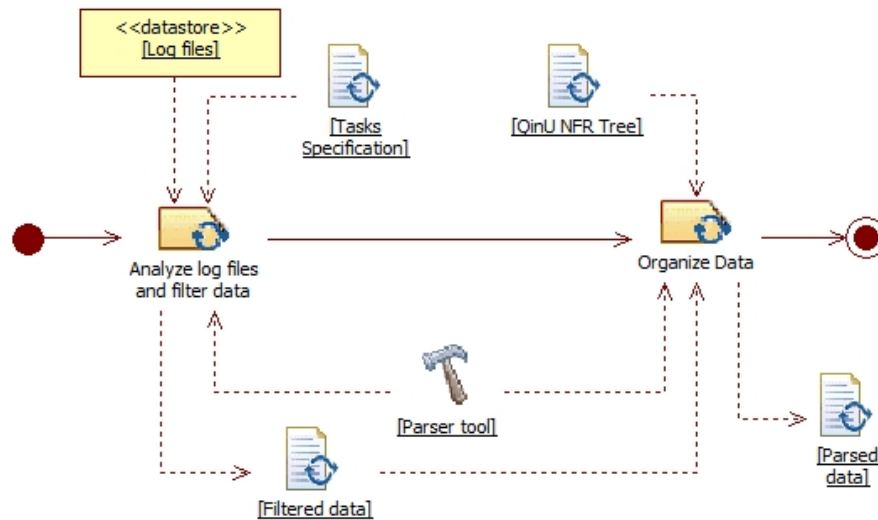 <<datastore>>
[Log files]
[Tasks
Specification]
[QinU NFR Tree]
Analyze log files
and filter data
Organize Data
[Parser tool]
[Filtered data]
[Parsed
data]